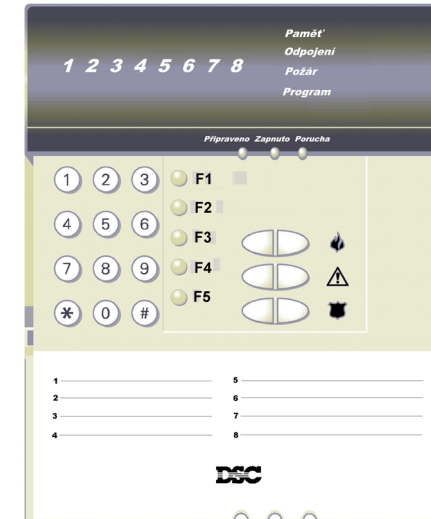 Paměť
Odpojení
1 2 3 4 5 6 7 8
Požár
Program
Připraveno Zapnuto Porucha
1 2 3 F1
F2
4 5 6
F3
7 8 9 F4
F5
* 0 #
1 5
2 6
3 7
4 8
DSC